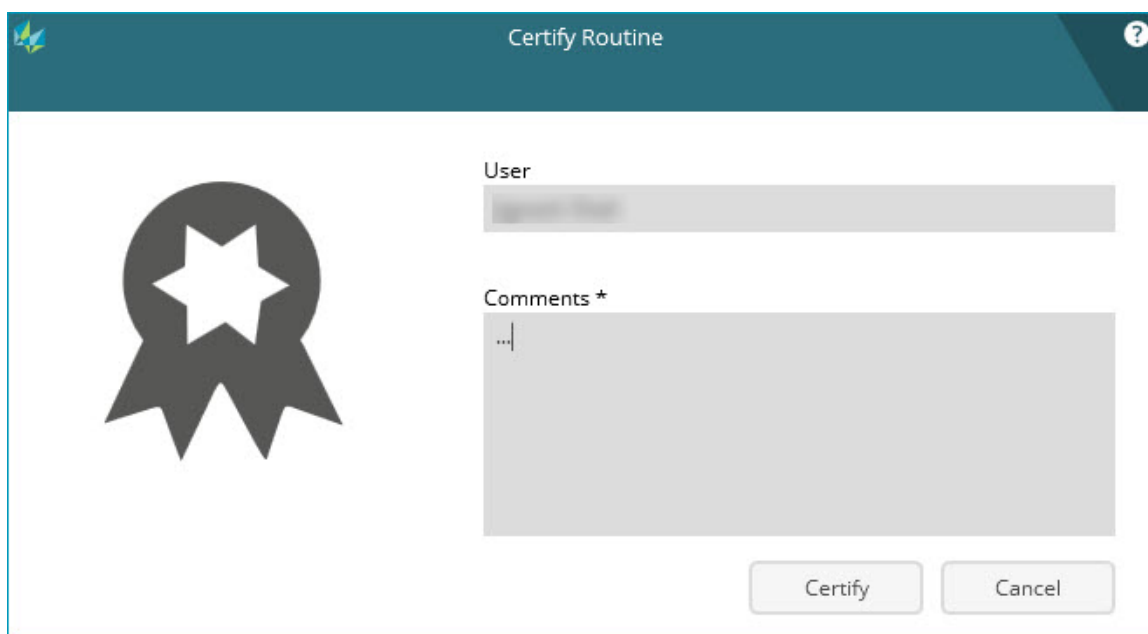 Certify Routine
?
User
Comments *
...
Certify
Cancel